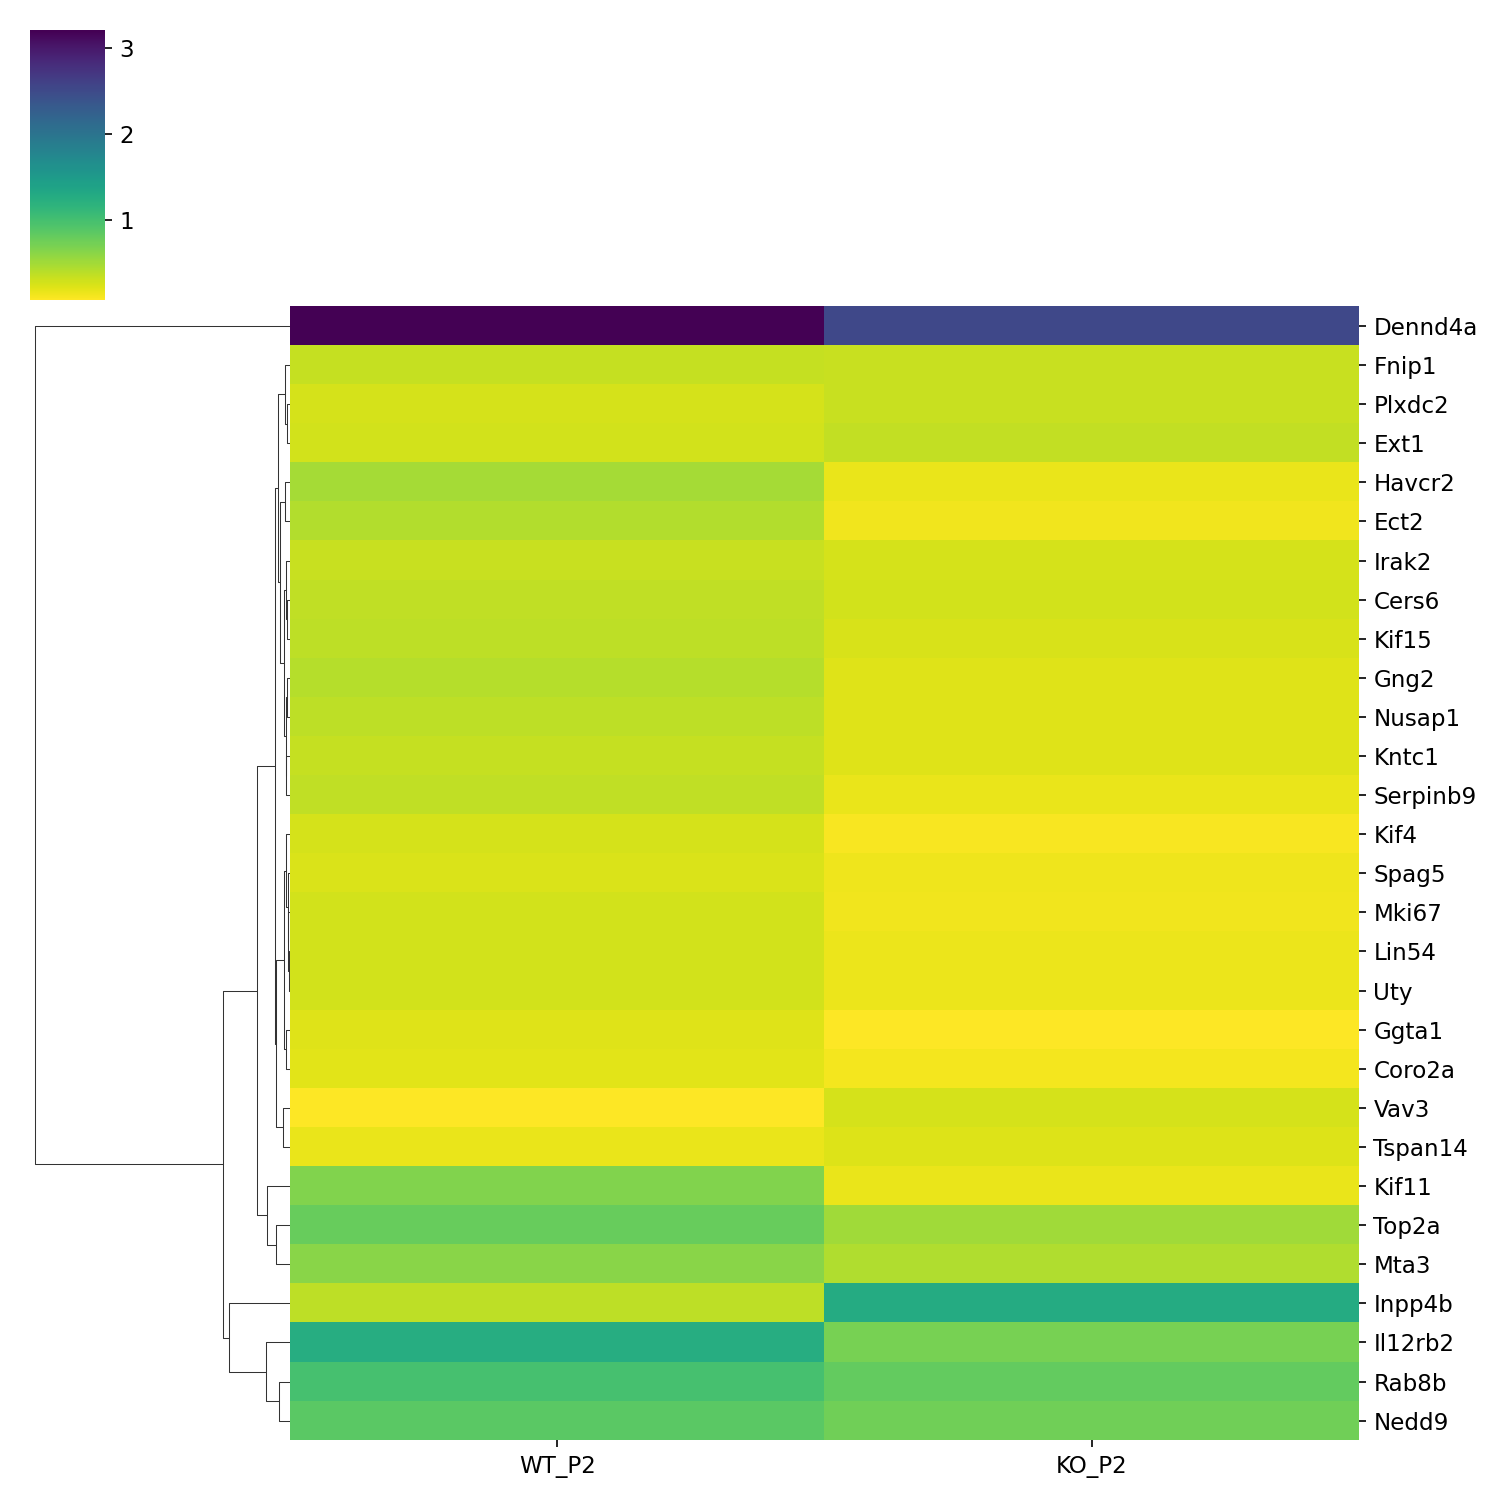 3
2
1
Dennd4a
Fnip1
Plxdc2
Ext1
Havcr2
Ect2
Irak2
Cers6
Kif15
Gng2
Nusap1
Kntc1
Serpinb9
Kif4
Spag5
Mki67
Lin54
Uty
Ggta1
Coro2a
Vav3
Tspan14
Kif11
Top2a
Mta3
Inpp4b
Il12rb2
Rab8b
Nedd9
WT_P2 KO_P2